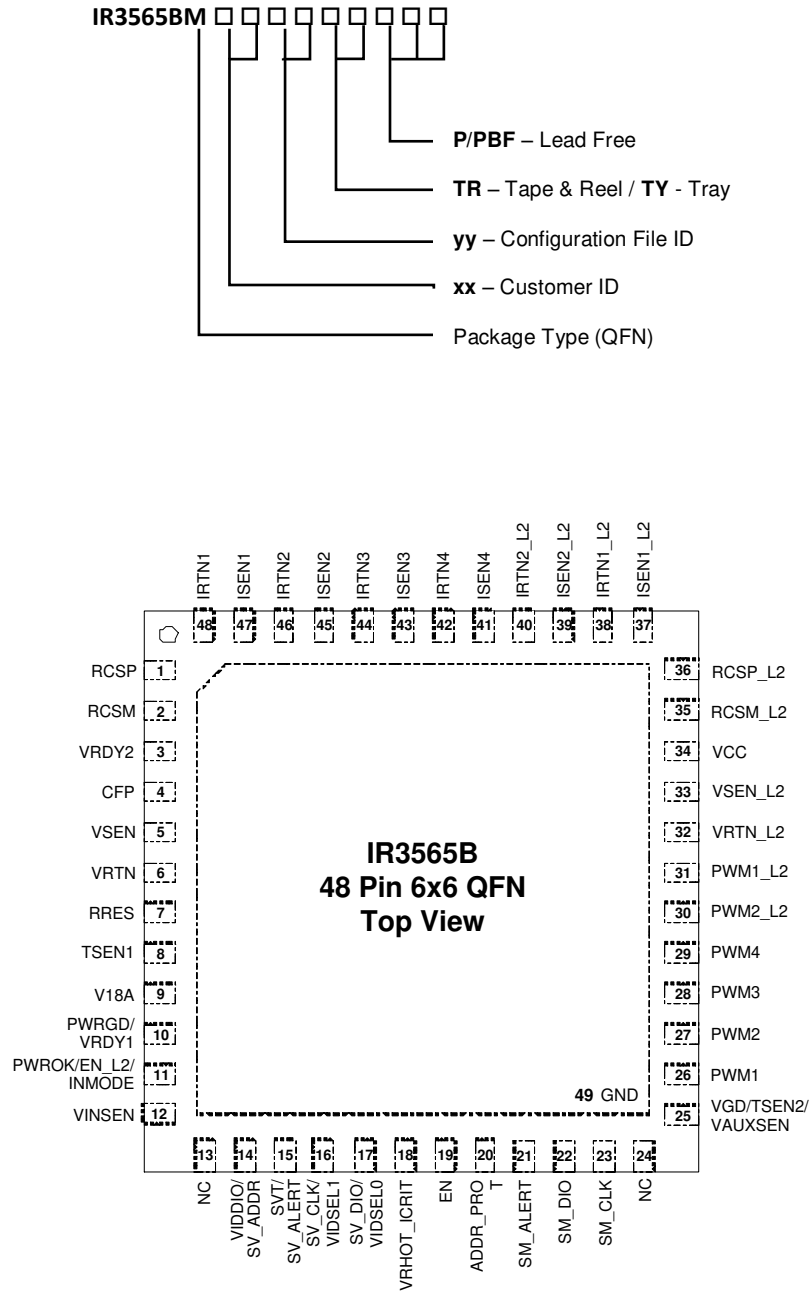 IR3565BM
P/PBF – Lead Free
TR – Tape & Reel / TY - Tray
yy – Configuration File ID
xx – Customer ID
Package Type (QFN)
IRTN1
ISEN1
IRTN2
ISEN2
IRTN3
ISEN3
IRTN4
ISEN4
IRTN2_L2
ISEN2_L2
IRTN1_L2
ISEN1_L2
48 47 46 45 44 43 42 41 40 39 38 37
RCSP 1
RCSM 2
VRDY2 3
CFP 4
VSEN 5
VRTN 6
RRES 7
TSEN1 8
V18A 9
PWRGD/
VRDY1
10
PWROK/EN_L2/
INMODE
11
VINSEN 12
IR3565B
48 Pin 6x6 QFN
Top View
49 GND
36 RCSP_L2
35 RCSM_L2
34 VCC
33 VSEN_L2
32 VRTN_L2
31 PWM1_L2
30 PWM2_L2
29 PWM4
28 PWM3
27 PWM2
26 PWM1
25
VGD/TSEN2/
VAUXSEN
13 14 15 16 17 18 19 20 21 22 23 24
NC
VIDDIO/
SV_ADDR
SVT/
SV_ALERT
SV_CLK/
VIDSEL1
SV_DIO/
VIDSEL0
VRHOT_ICRIT
EN
ADDR_PRO
T
SM_ALERT
SM_DIO
SM_CLK
NC